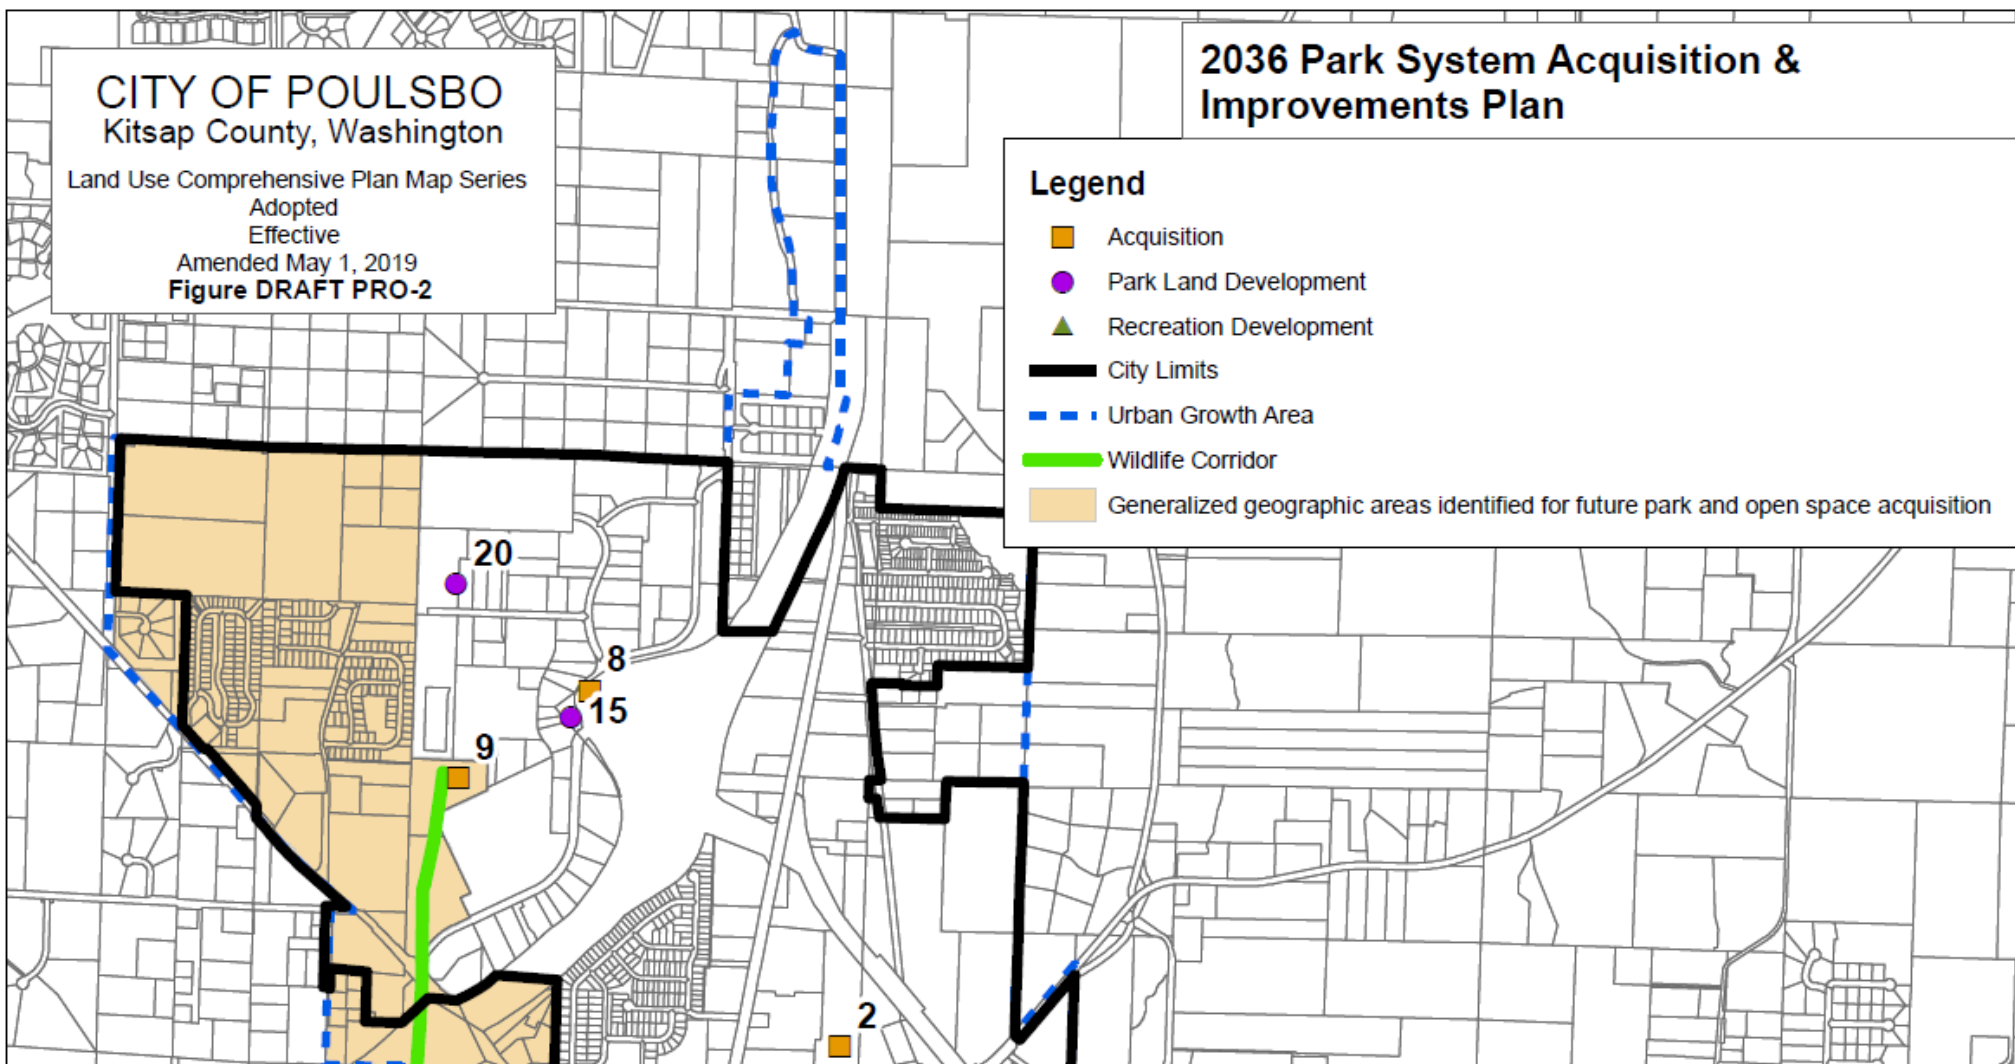 CITY OF POULSBO
Kitsap County, Washington
Land Use Comprehensive Plan Map Series
Adopted
Effective
Amended May 1, 2019
Figure DRAFT PRO-2
2036 Park System Acquisition &
Improvements Plan
Legend
Acquisition
Park Land Development
Recreation Development
City Limits
Urban Growth Area
Wildlife Corridor
Generalized geographic areas identified for future park and open space acquisition
20
8
15
9
2